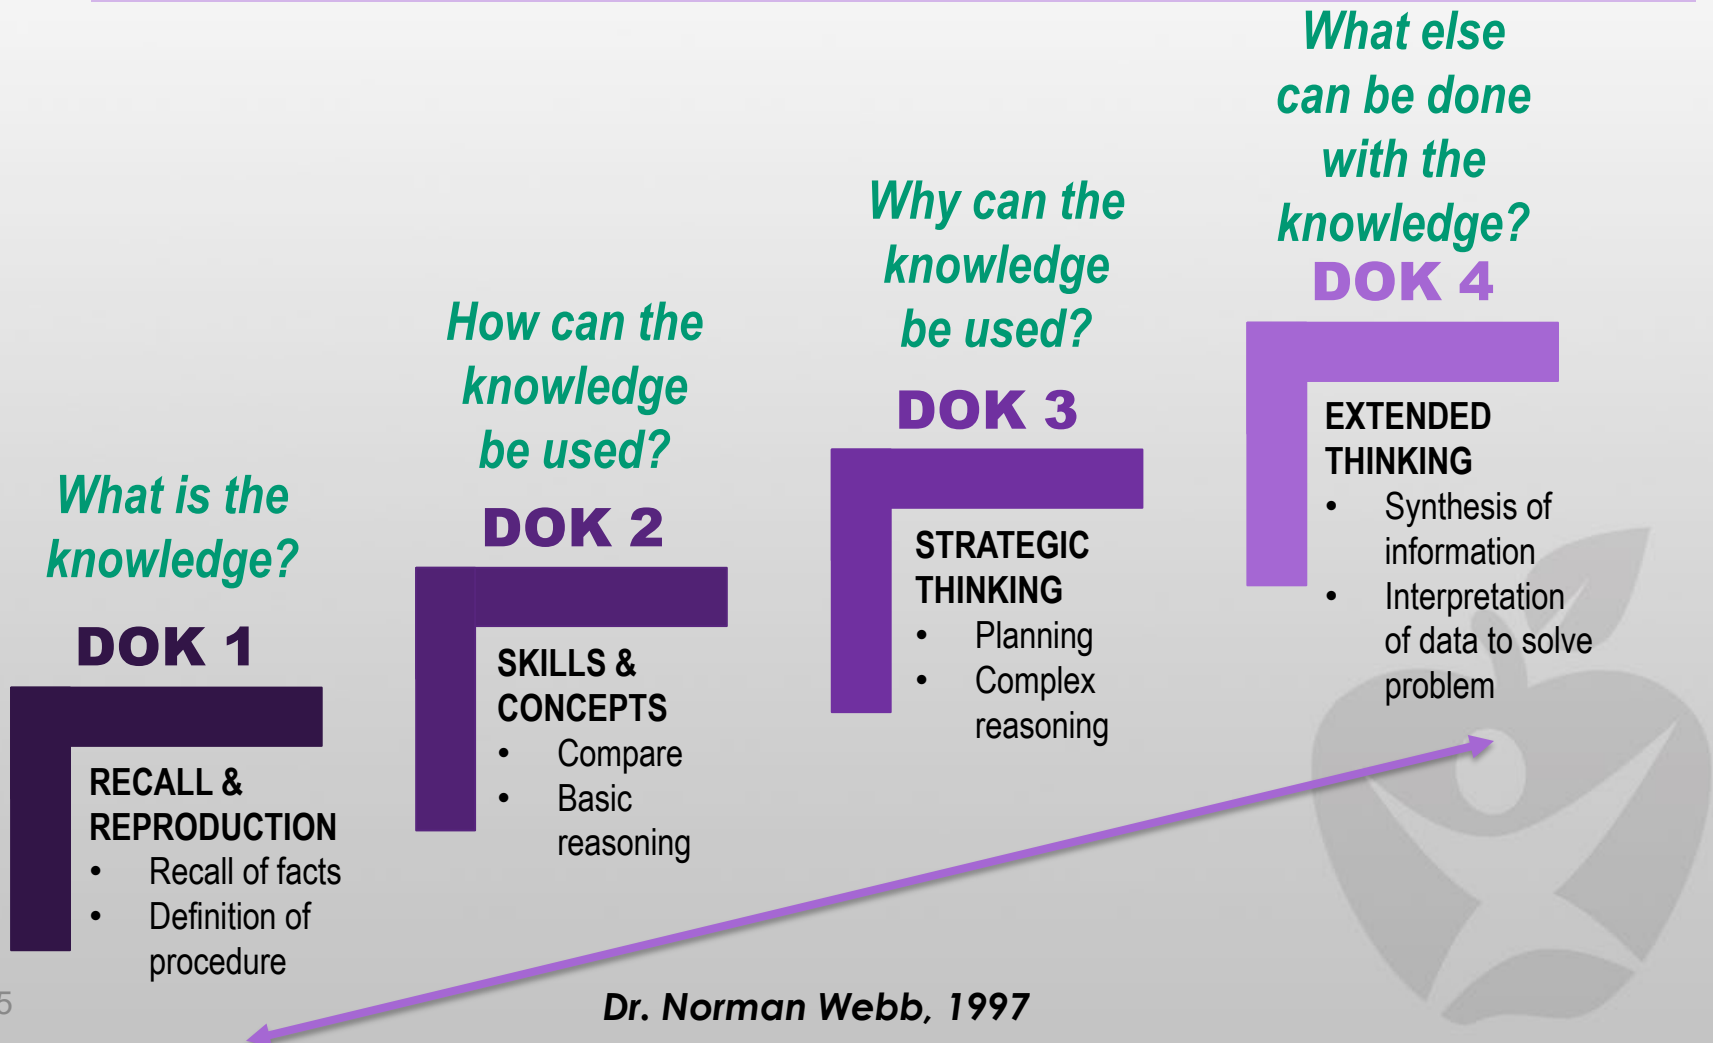 What is the
knowledge?
DOK 1
RECALL &
REPRODUCTION
• Recall of facts
• Definition of
procedure
How can the
knowledge
be used?
DOK 2
SKILLS &
CONCEPTS
• Compare
• Basic
reasoning
Why can the
knowledge
be used?
DOK 3
STRATEGIC
THINKING
• Planning
• Complex
reasoning
What else
can be done
with the
knowledge?
DOK 4
EXTENDED
THINKING
• Synthesis of
information
• Interpretation
of data to solve
problem
5
Dr. Norman Webb, 1997